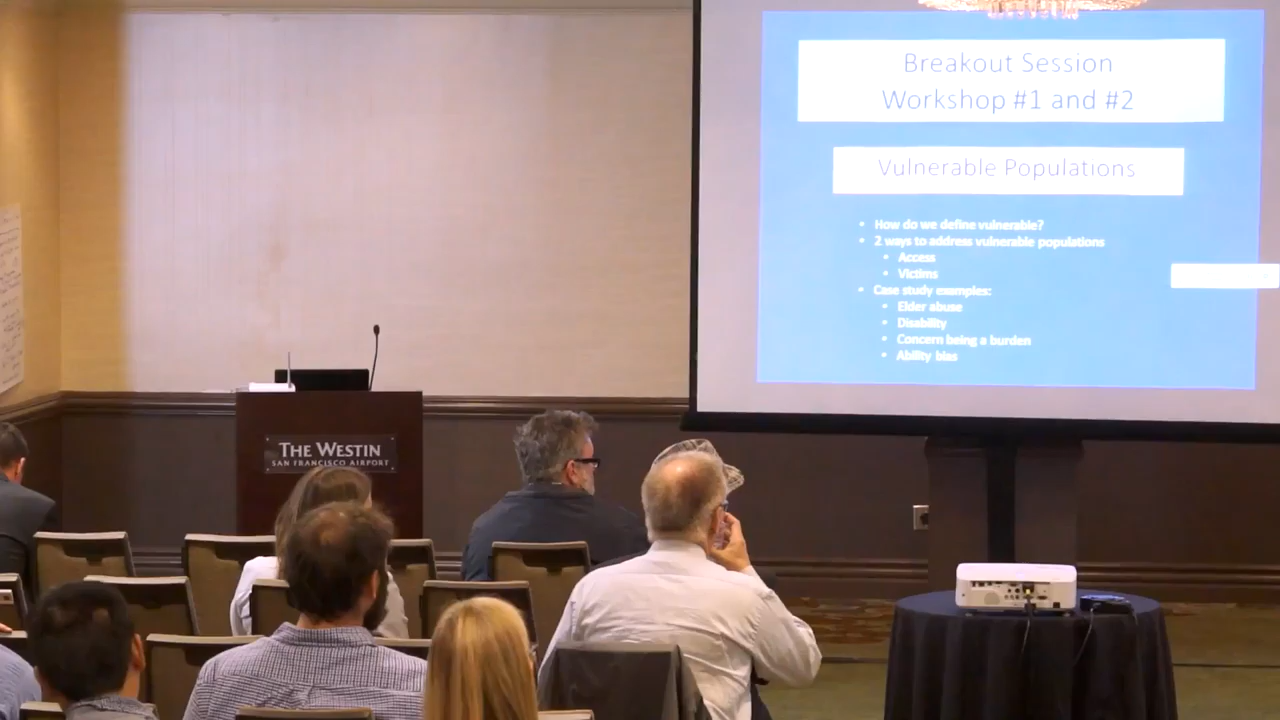 Breakout Session
Workshop #1 and #2
Vulnerable Populations
• How do we define vulnerable?
• 2 ways to address vulnerable populations
• Access
• Victims
• Case study examples:
• Elder abuse
• Disability
• Concern being a burden
• Ability bias
THE WESTIN
SAN FRANCISCO AIRPORT